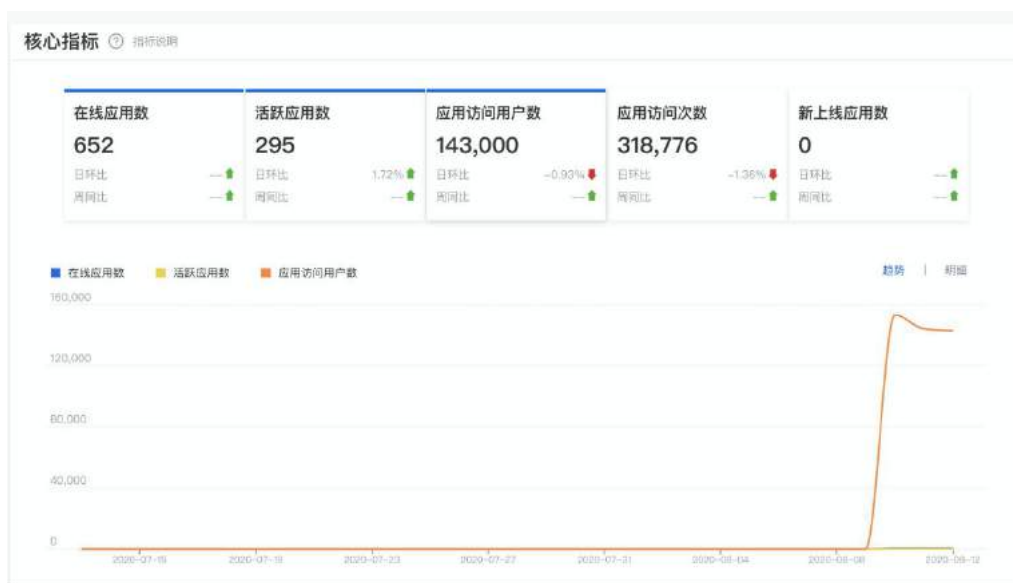 核心指标 ? 指标说明
在线应用数 活跃应用数 应用访问用户数 应用访问次数 新上线应用数
652 295 143,000 318,776 0
日环比 -- 日环比 1.72% 日环比 -0.93% 日环比 -1.36% 日环比 --
周同比 -- 周同比 -- 周同比 -- 周同比 -- 周同比 --
在线应用数 活跃应用数 应用访问用户数 趋势 | 明细
160,000
120,000
80,000
40,000
0
2020-07-15 2020-07-19 2020-07-23 2020-07-27 2020-07-31 2020-08-04 2020-08-08 2020-08-12